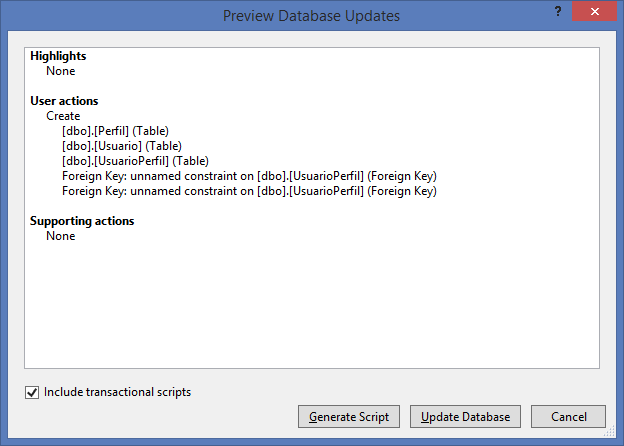 Preview Database Updates
?
Highlights
None
User actions
Create
[dbo].[Perfil] (Table)
[dbo].[Usuario] (Table)
[dbo].[UsuarioPerfil] (Table)
Foreign Key: unnamed constraint on [dbo].[UsuarioPerfil] (Foreign Key)
Foreign Key: unnamed constraint on [dbo].[UsuarioPerfil] (Foreign Key)
Supporting actions
None
Include transactional scripts
Generate Script
Update Database
Cancel